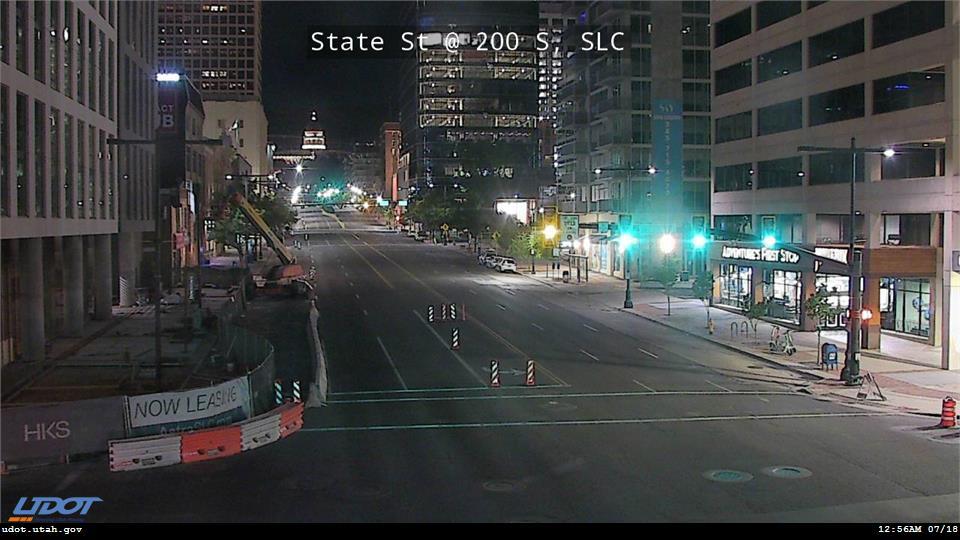 State St @ 200 S, SLC
ADVENTURE'S FIRST STOP
NOW LEASING
HKS
UDOT
udot.utah.gov
12:56AM 07/18